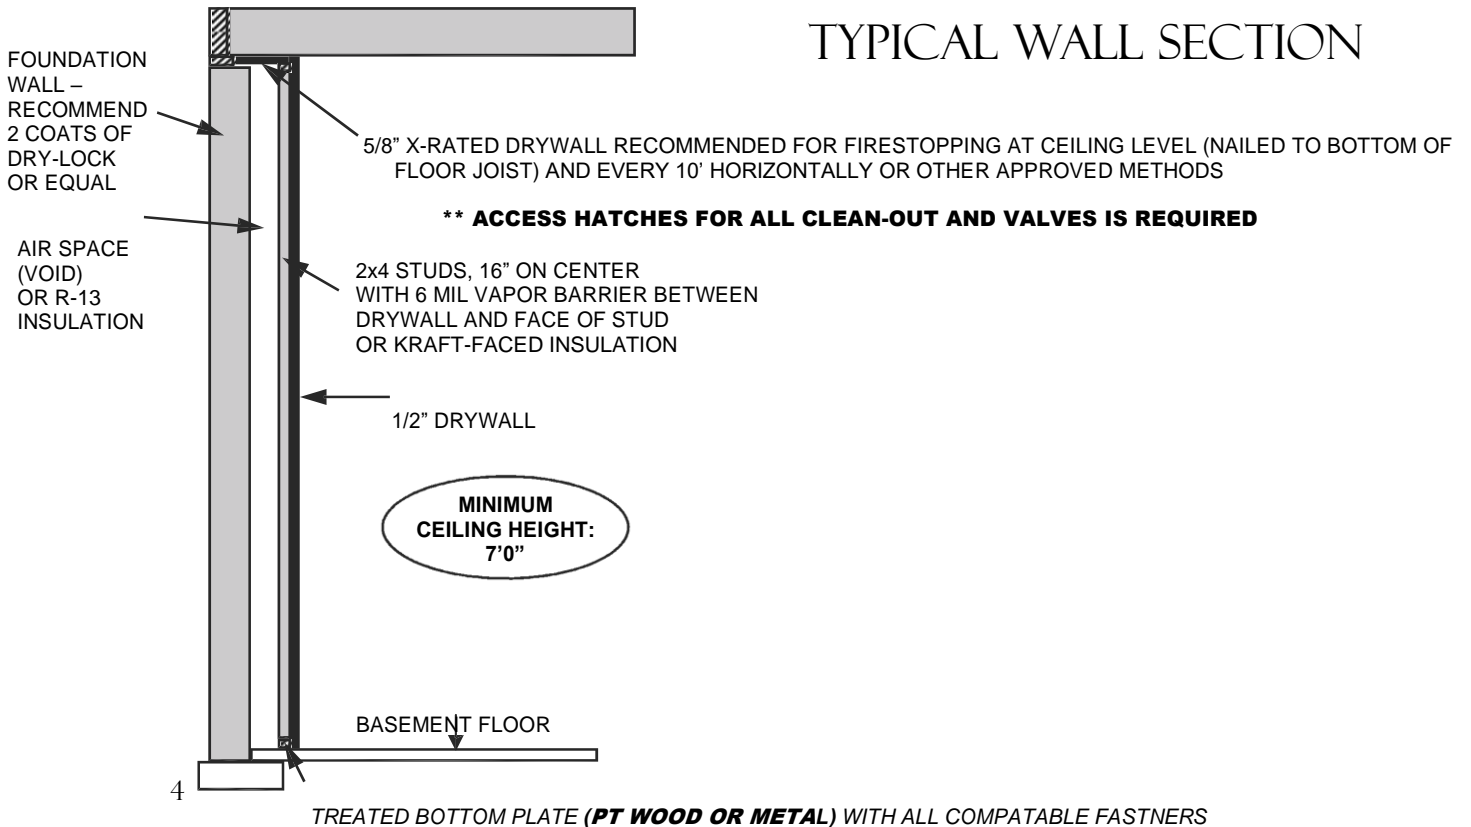 TYPICAL WALL SECTION
FOUNDATION
WALL –
RECOMMEND
2 COATS OF
DRY-LOCK
OR EQUAL
5/8” X-RATED DRYWALL RECOMMENDED FOR FIRESTOPPING AT CEILING LEVEL (NAILED TO BOTTOM OF
FLOOR JOIST) AND EVERY 10’ HORIZONTALLY OR OTHER APPROVED METHODS
** ACCESS HATCHES FOR ALL CLEAN-OUT AND VALVES IS REQUIRED
AIR SPACE
(VOID)
OR R-13
INSULATION
2x4 STUDS, 16” ON CENTER
WITH 6 MIL VAPOR BARRIER BETWEEN
DRYWALL AND FACE OF STUD
OR KRAFT-FACED INSULATION
1/2” DRYWALL
MINIMUM
CEILING HEIGHT:
7’0”
BASEMENT FLOOR
4
TREATED BOTTOM PLATE (PT WOOD OR METAL) WITH ALL COMPATABLE FASTNERS